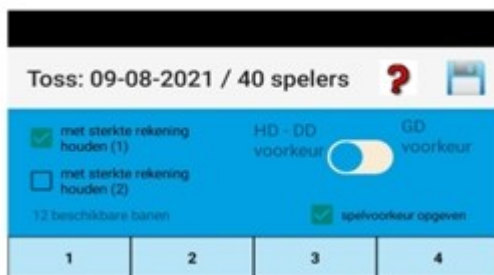 Toss: 09-08-2021 / 40 spelers
met sterkte rekening
houden (1)
HD - DD
voorkeur
GD
voorkeur
met sterkte rekening
houden (2)
12 beschikbare banen
spelvoorkeur opgeven
1 2 3 4